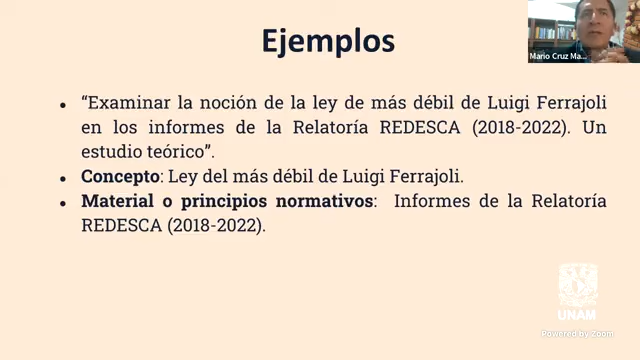 Ejemplos
Mario Cruz Ma...
“Examinar la noción de la ley de más débil de Luigi Ferrajoli
en los informes de la Relatoría REDESCA (2018-2022). Un
estudio teórico”.
Concepto: Ley del más débil de Luigi Ferrajoli.
Material o principios normativos: Informes de la Relatoría
REDESCA (2018-2022).
UNAM
Powered by Zoom